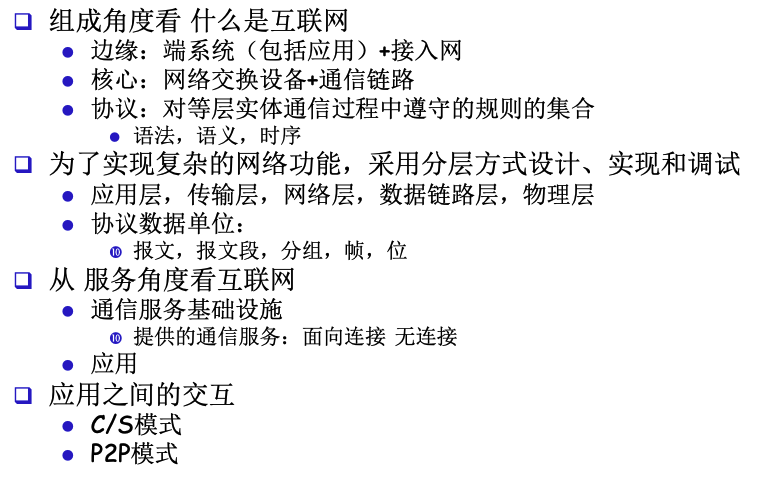 组成角度看 什么是互联网
边缘：端系统（包括应用）+接入网
核心：网络交换设备+通信链路
协议：对等层实体通信过程中遵守的规则的集合
语法，语义，时序
为了实现复杂的网络功能，采用分层方式设计、实现和调试
应用层，传输层，网络层，数据链路层，物理层
协议数据单位：
报文，报文段，分组，帧，位
从 服务角度看互联网
通信服务基础设施
提供的通信服务：面向连接 无连接
应用
应用之间的交互
C/S模式
P2P模式